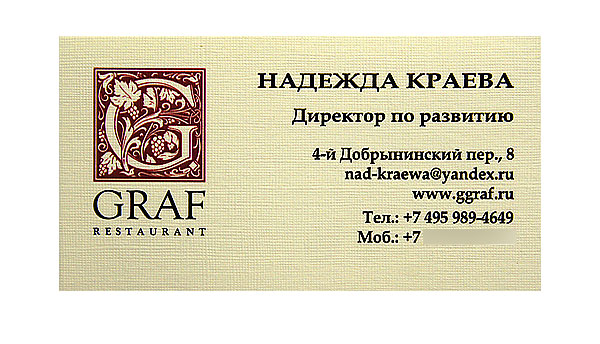 G
GRAF
RESTAURANT
НАДЕЖДА КРАЕВА
Директор по развитию
4-й Добрынинский пер., 8
nad-kraewa@yandex.ru
www.ggraf.ru
Тел.: +7 495 989-4649
Моб.: +7